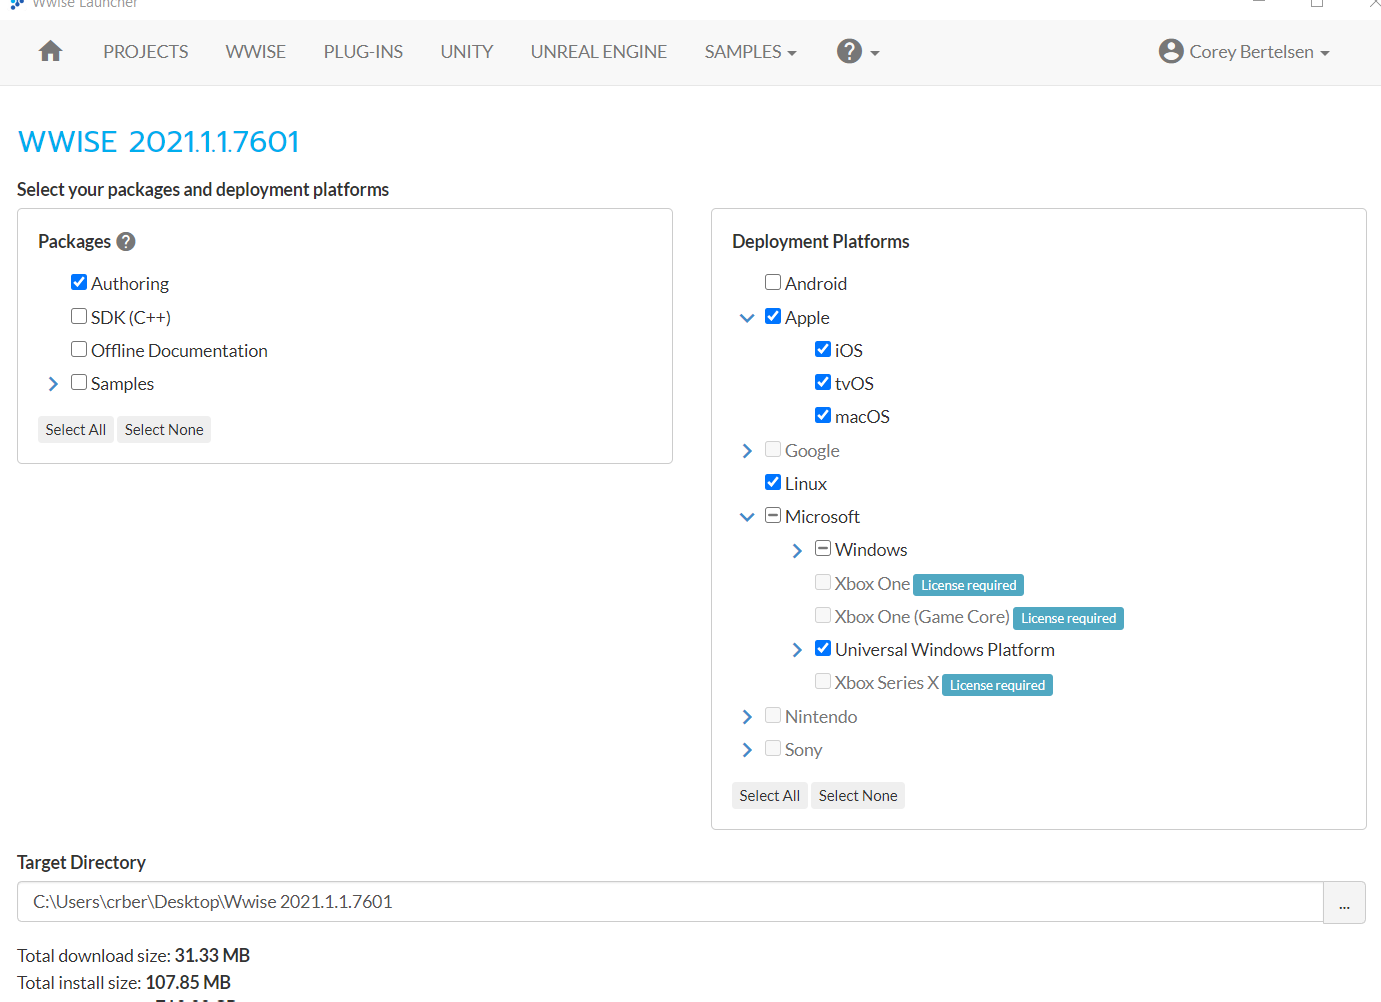 Wwise Launcher
PROJECTS WWISE PLUG-INS UNITY UNREAL ENGINE SAMPLES ? Corey Bertelsen
WWISE 2021.1.1.7601
Select your packages and deployment platforms
Packages ?
Authoring
SDK (C++)
Offline Documentation
Samples
Select All Select None
Deployment Platforms
Android
Apple
iOS
tvOS
macOS
Google
Linux
Microsoft
Windows
Xbox One License required
Xbox One (Game Core) License required
Universal Windows Platform
Xbox Series X License required
Nintendo
Sony
Select All Select None
Target Directory
C:\Users\crber\Desktop\Wwise 2021.1.1.7601 ...
Total download size: 31.33 MB
Total install size: 107.85 MB